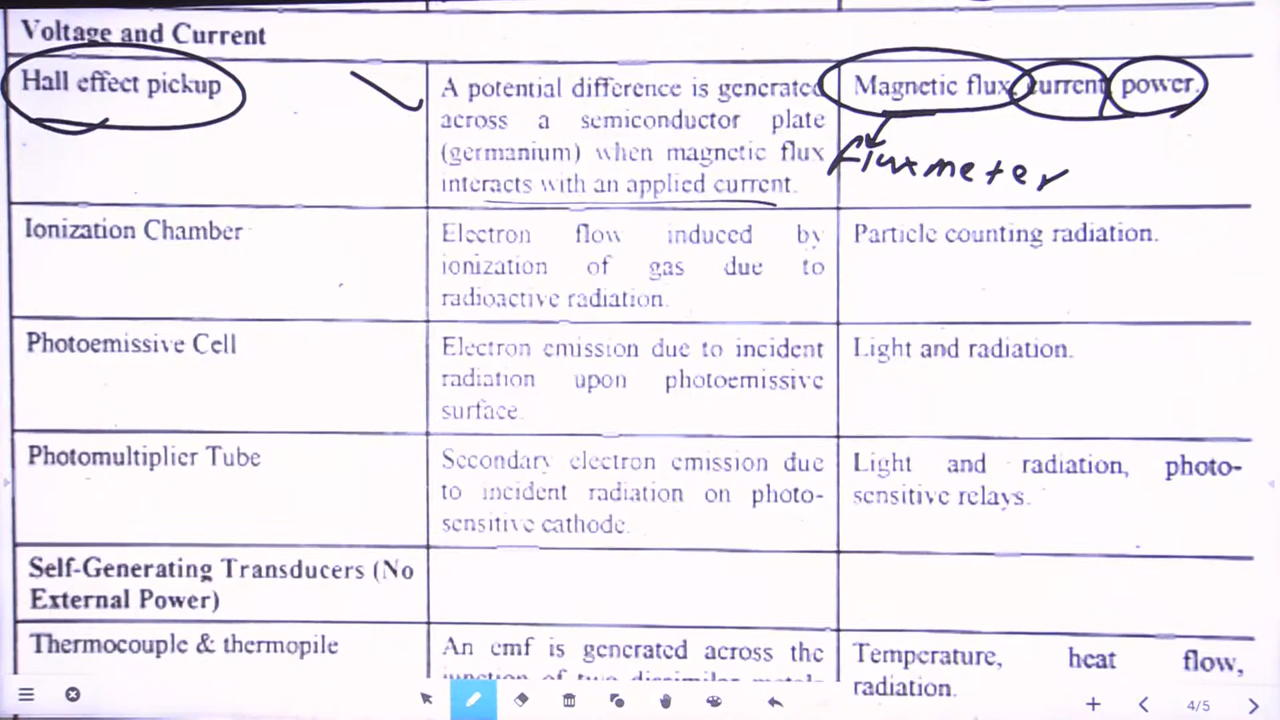 Voltage and Current
Hall effect pickup
A potential difference is generated
across a semiconductor plate
(germanium) when magnetic flux
interacts with an applied current.
Magnetic flux, current, power.
fluxmeter
Ionization Chamber
Electron flow induced by
ionization of gas due to
radioactive radiation.
Particle counting radiation.
Photoemissive Cell
Electron emission due to incident
radiation upon photoemissive
surface.
Light and radiation.
Photomultiplier Tube
Secondary electron emission due
to incident radiation on photo-
sensitive cathode.
Light and radiation, photo-
sensitive relays.
Self-Generating Transducers (No
External Power)
Thermocouple & thermopile
An emf is generated across the
junction of two dissimilar metals
Temperature, heat flow,
radiation.
4/5